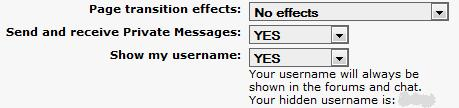 Page transition effects: No effects
Send and receive Private Messages: YES
Show my username: YES
Your username will always be
shown in the forums and chat.
Your hidden username is: